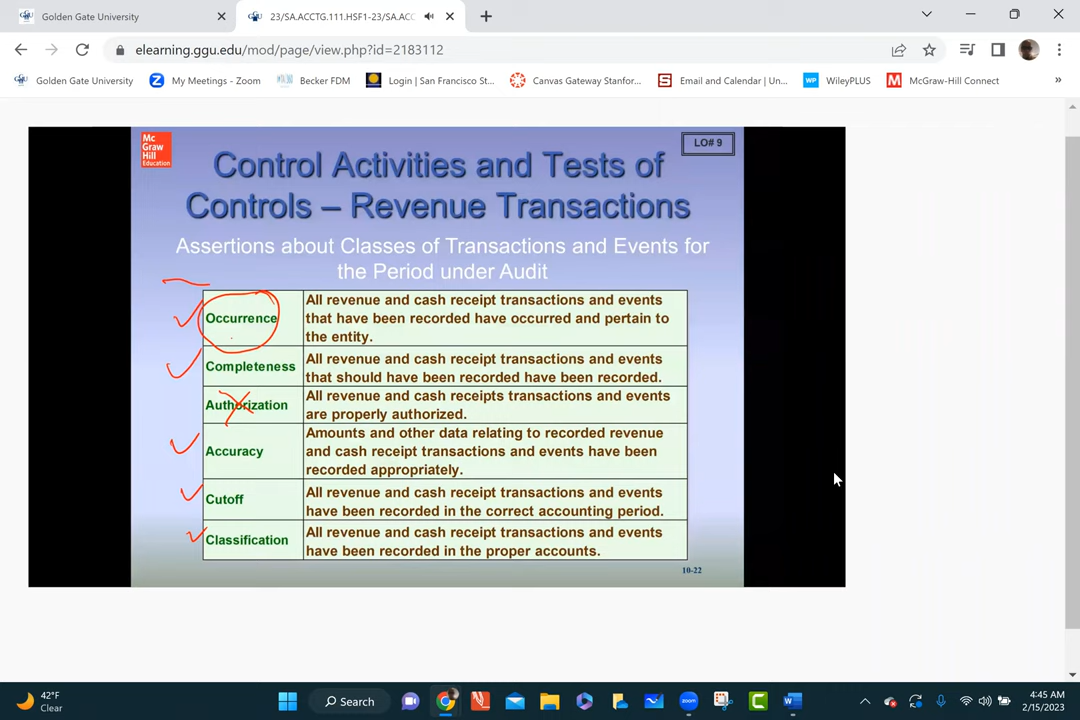 Golden Gate University
23/SA.ACCTG.111.HSF1-23/SA.ACC
elearning.ggu.edu/mod/page/view.php?id=2183112
Golden Gate University
My Meetings - Zoom
Becker FDM
Login | San Francisco St...
Canvas Gateway Stanfor...
Email and Calendar | Un...
WileyPLUS
McGraw-Hill Connect
Mc
Graw
Hill
Education
LO# 9
Control Activities and Tests of
Controls – Revenue Transactions
Assertions about Classes of Transactions and Events for
the Period under Audit
Occurrence
All revenue and cash receipt transactions and events
that have been recorded have occurred and pertain to
the entity.
Completeness
All revenue and cash receipt transactions and events
that should have been recorded have been recorded.
Authorization
All revenue and cash receipts transactions and events
are properly authorized.
Accuracy
Amounts and other data relating to recorded revenue
and cash receipt transactions and events have been
recorded appropriately.
Cutoff
All revenue and cash receipt transactions and events
have been recorded in the correct accounting period.
Classification
All revenue and cash receipt transactions and events
have been recorded in the proper accounts.
10-22
42°F
Clear
Search
zoom
4:45 AM
2/15/2023